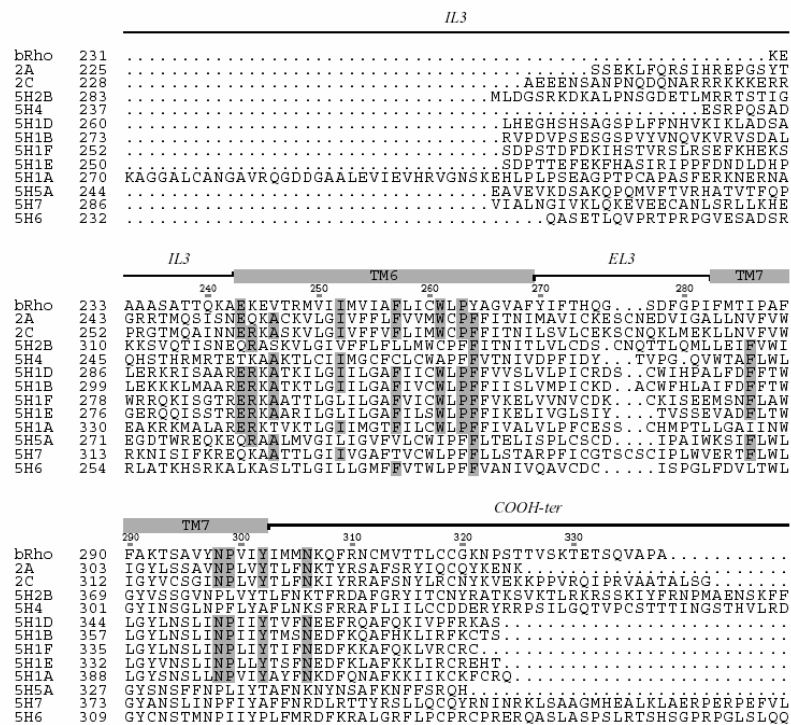 IL3
bRho 231 ..........................................................KE
2A 225 ..........................................SSEKLFQRSIHREPGSYT
2C 228 ....................................AEEENSANPNQDQNARRRKKKERR
5H2B 283 .................................MLDGSRKDKALPNSGDETLMRRTSTIG
5H4 237 ....................................................ESRPQSAD
5H1D 260 ..................................LHEGHSHSAGSPLFFNHVKIKLADSA
5H1B 273 ..................................RVPDVPSESGSPVYVNQVKVRVSDAL
5H1F 252 ..................................SDPSTDFDKIHSTVRSLRSEFKHEKS
5H1E 250 ..................................SDPTTEFEKFHASIRIPPFDNDLDHP
5H1A 270 KAGGALCANGAVRQGDDGAALEVIEVHRVGNSKEHLPLPSEAGPTPCAPASFERKNERNA
5H5A 244 .................................EAVEVKDSAKQPQMVFTVRHATVTFQP
5H7 286 .................................VIALNGIVKLQKEVEECANLSRLLKHE
5H6 232 ......................................QASETLQVPRTPRPGVESADSR
IL3 TM6 EL3 TM7
240 250 260 270 280
bRho 233 AAASATTQKAEKEVTRMVIIMVIAFLICWLPYAGVAFYIFTHQG...SDFGPIFMTIPAF
2A 243 GRRTMQSISNEQKACKVLGIVFFLFVVMWCPFFITNIMAVICKESCNEDVIGALLNVFVW
2C 252 PRGTMQAINNERKASKVLGIVFFVFLIMWCPFFITNILSVLCEKSCNQKLMEKLLNVFVW
5H2B 310 KKSVQTISNEQRASKVLGIVFFLFLLMWCPFFITNITLVLCDS.CNQTTLQMLLEIFVWI
5H4 245 QHSTHRMRTETKAAKTLCIIMGCFCLCWAPFFVTNIVDPFIDY....TVPG.QVWTAFLWL
5H1D 286 LERKRISAARERKATKILGIILGAFIICWLPFFVVSLVLPICRDS...CWIHPALFDFFTW
5H1B 299 LEKKKLMAARERKATKTLGIILGAFIVCWLPFFIISLVMPICKD...ACWFHLAIFDFFTW
5H1F 278 WRRQKISGTRERKAATTLGLILGAFVICWLPFFVKELVVNVCDK...CKISEEMSNFLAW
5H1E 276 GERQQISSTRERKAARILGLILGAFILSWLPFFIKELIVGLSIY....TVSSEVADFLTW
5H1A 330 EAKRKMALARERKTVKTLGIIMGTFILCWLPFFIVALVLPFCESS...CHMPTLLGAIINW
5H5A 271 EGDTWREQKEQRAALMVGILIGVFVLCWIPFFLTELISPLCSCD....IPAIWKSIFLWL
5H7 313 RKNISIFKREQKAATTLGIIVGAFTVCWLPFFLLSTARPFICGTSCSCIPLWVERTFLWL
5H6 254 RLATKHSRKALKASLTLGILLGMFFVTWLPFFVANIVQAVCDC....ISPGLFDVLTWL
TM7 COOH-ter
290 300 310 320 330
bRho 290 FAKTSAVYNPVIYIMMNKQFRNCMVTTLCCGKNPSTTVSKTETSQVAPA...........
2A 303 IGYLSSAVNPLVYTLFNKTYRSAFSRYIQCQYKENK........................
2C 312 IGYVCSGINPLVYTLFNKIYRRAFSNYLRCNYKVEKKPPVRQIPRVAATALSG.......
5H2B 369 GYVSSGVNPLVYTLFNKTFRDAFGRYITCNYRATKSVKTLRKRSSKIYFRNPMAENSKFF
5H4 301 GYINSGLNPFLYAFLNKSFRRAFLIILCCDDERYRRPSILGQTVPCSTTTINGSTHVLRD
5H1D 344 LGYLNSLINPIIYTVFNEEFRQAFQKIVPFRKAS..........................
5H1B 357 LGYLNSLINPIIYTMSNEDFKQAFHKLIRFKCTS..........................
5H1F 335 LGYLNSLINPLIYTIFNEDFKKAFQKLVRCRC............................
5H1E 332 LGYVNSLINPLLYTSFNEDFKLAFKKLIRCREHT..........................
5H1A 388 LGYSNSLLNPVIYAYFNKDFQNAFKKIIKCKFCRQ.........................
5H5A 327 GYSNSFFNPLIYTAFNKNYNSAFKNFFSRQH.............................
5H7 373 GYANSLINPFIYAFFNRDLRTTYRSLLQCQYRNINRKLSAAGMHEALKLAERPERPEFVL
5H6 309 GYCNSTMNPIIYPLFMRDFKRALGRFLPCPRCPRERQASLASPSLRTSHSGPRPGLSLQQ